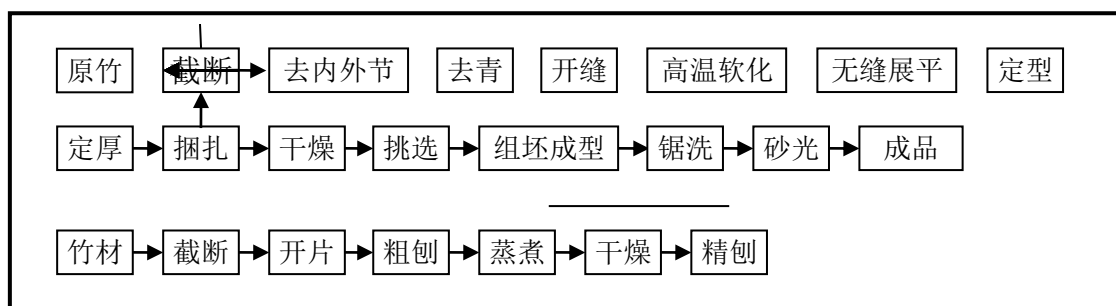 原竹 截断 去内外节 去青 开缝 高温软化 无缝展平 定型
定厚 捆扎 干燥 挑选 组坯成型 锯洗 砂光 成品
竹材 截断 开片 粗刨 蒸煮 干燥 精刨